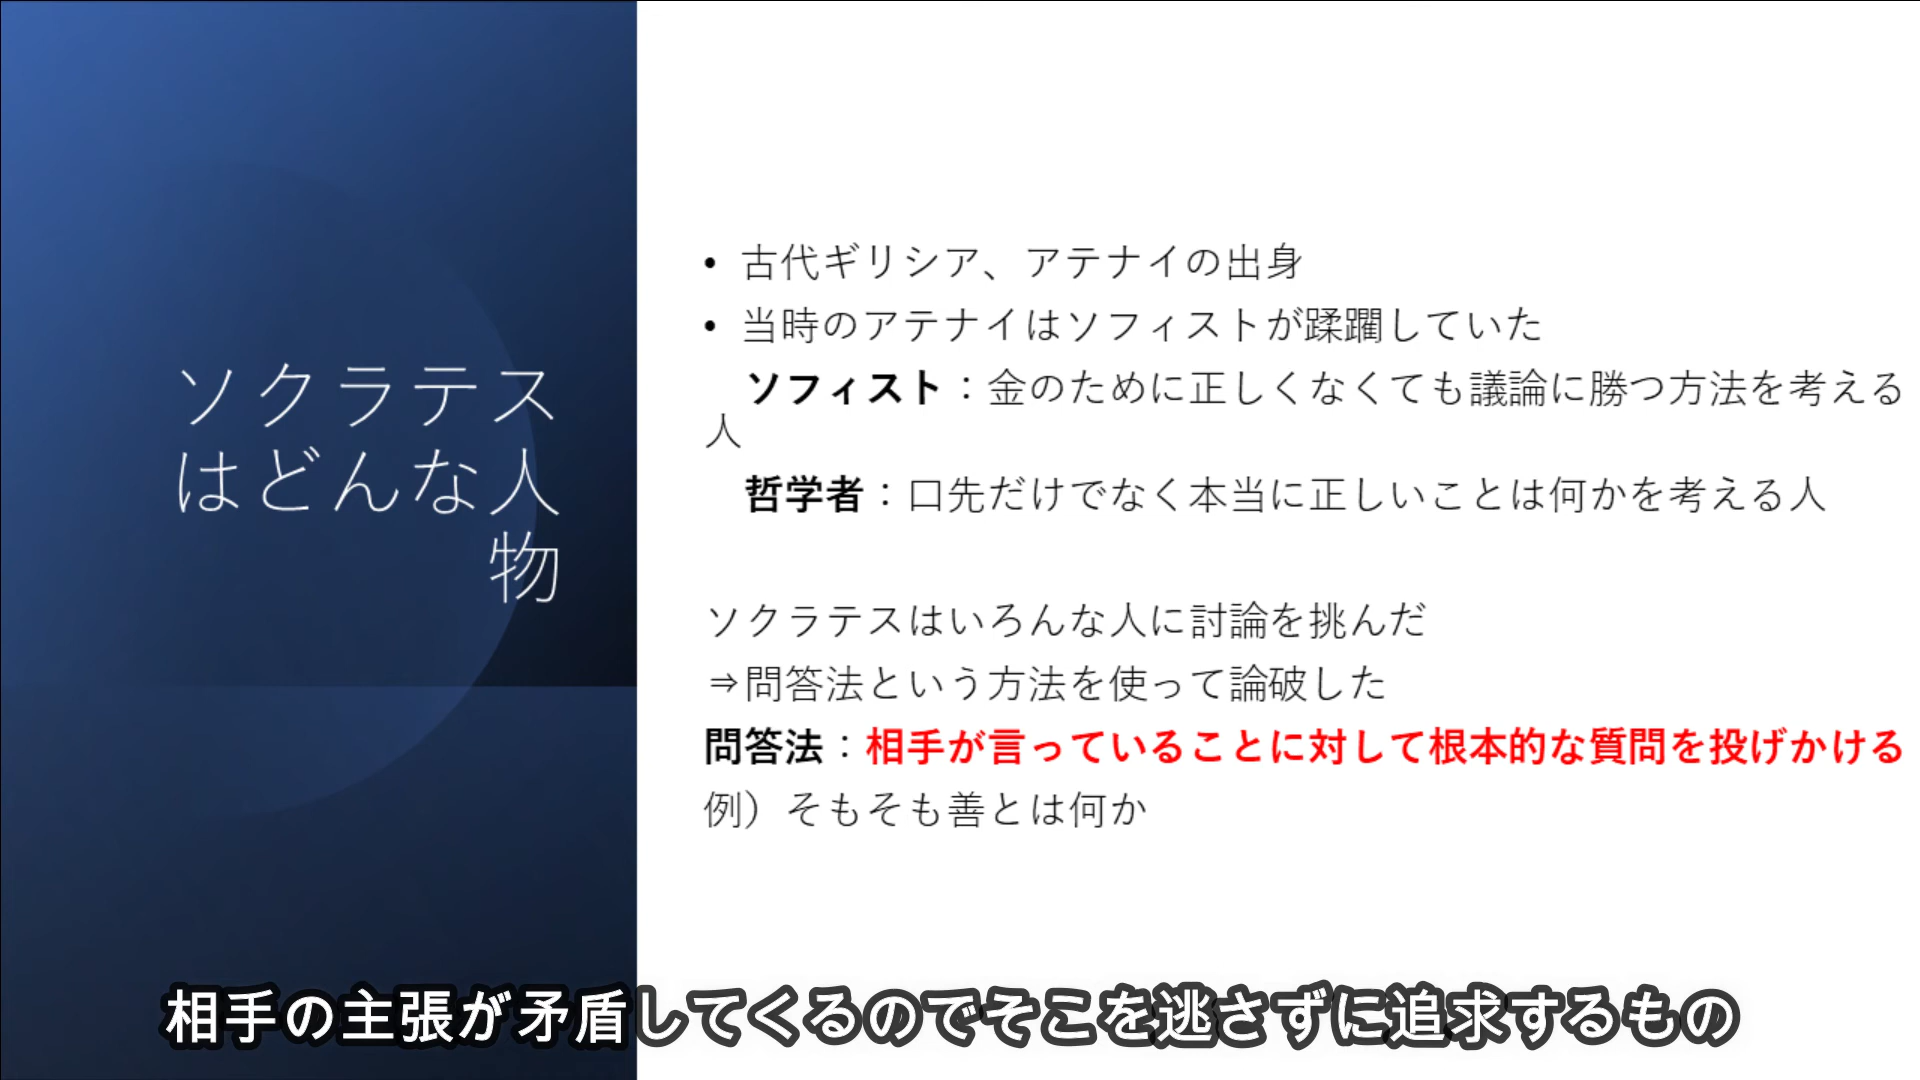 ソクラテス
はどんな人
物
• 古代ギリシア、アテナイの出身
• 当時のアテナイはソフィストが蹂躙していた
ソフィスト：金のために正しくなくても議論に勝つ方法を考える
人
哲学者：口先だけでなく本当に正しいことは何かを考える人
ソクラテスはいろんな人に討論を挑んだ
⇒問答法という方法を使って論破した
問答法：相手が言っていることに対して根本的な質問を投げかける
例）そもそも善とは何か
相手の主張が矛盾してくるのでそこを逃さずに追求するもの